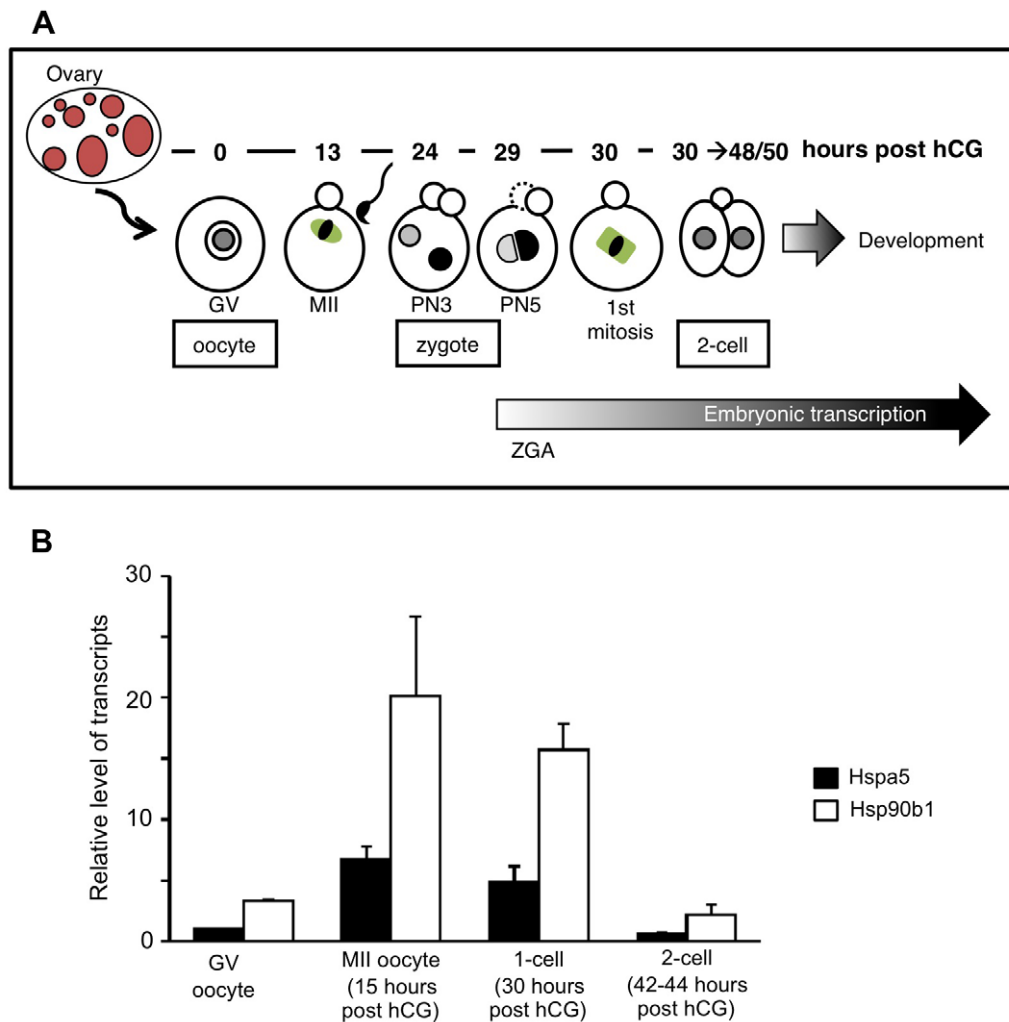 A
Ovary
0 13 24 29 30 30 →48/50 hours post hCG
Development
GV MII PN3 PN5 1st
mitosis
oocyte zygote 2-cell
Embryonic transcription
ZGA
B
Relative level of transcripts
30
20
10
0
Hspa5
Hsp90b1
GV
oocyte
MII oocyte
(15 hours
post hCG)
1-cell
(30 hours
post hCG)
2-cell
(42-44 hours
post hCG)